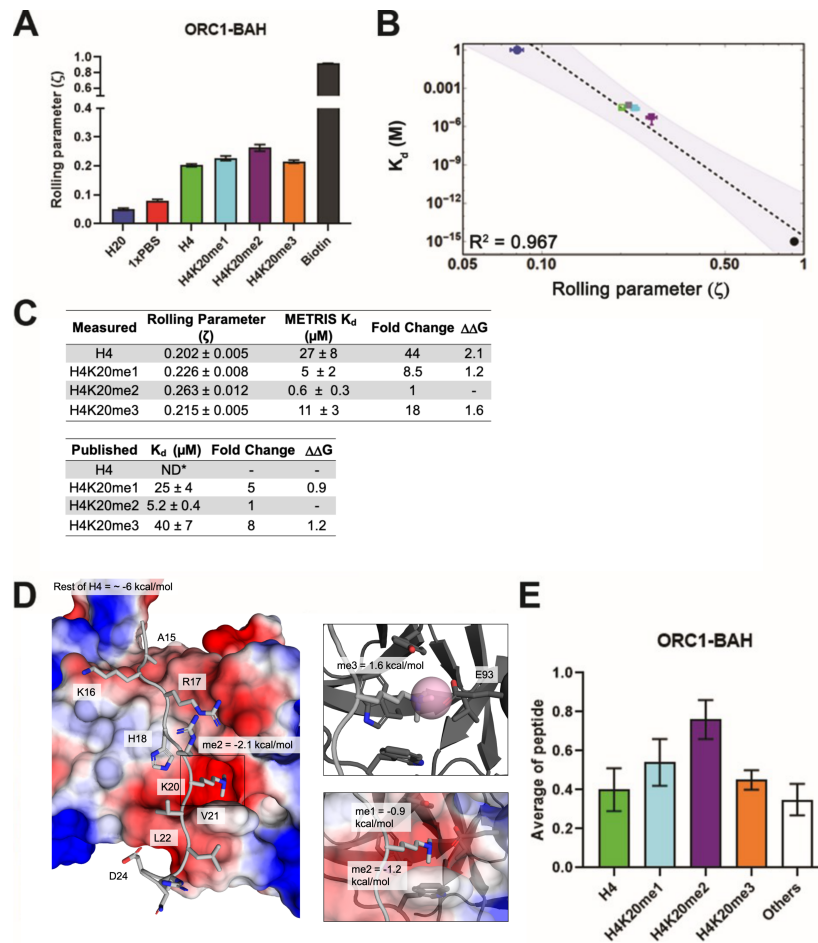 A
ORC1-BAH
Rolling parameter (ζ)
1.0
0.8
0.6
0.4
0.3
0.2
0.1
0.0
H20
1xPBS
H4
H4K20me1
H4K20me2
H4K20me3
Biotin
B
K_d (M)
1
0.001
10⁻⁶
10⁻⁹
10⁻¹²
10⁻¹⁵
R² = 0.967
0.05 0.10 0.50 1
Rolling parameter (ζ)
C
Measured Rolling Parameter (ζ) METRIS K_d (µM) Fold Change ΔΔG
H4 0.202 ± 0.005 27 ± 8 44 2.1
H4K20me1 0.226 ± 0.008 5 ± 2 8.5 1.2
H4K20me2 0.263 ± 0.012 0.6 ± 0.3 1 -
H4K20me3 0.215 ± 0.005 11 ± 3 18 1.6
Published K_d (µM) Fold Change ΔΔG
H4 ND* - -
H4K20me1 25 ± 4 5 0.9
H4K20me2 5.2 ± 0.4 1 -
H4K20me3 40 ± 7 8 1.2
D
Rest of H4 = ~ -6 kcal/mol
A15
K16
R17
H18
me2 = -2.1 kcal/mol
K20
V21
L22
D24
me3 = 1.6 kcal/mol
E93
me1 = -0.9
kcal/mol
me2 = -1.2
kcal/mol
E
ORC1-BAH
Average of peptide
1.0
0.8
0.6
0.4
0.2
0.0
H4
H4K20me1
H4K20me2
H4K20me3
Others